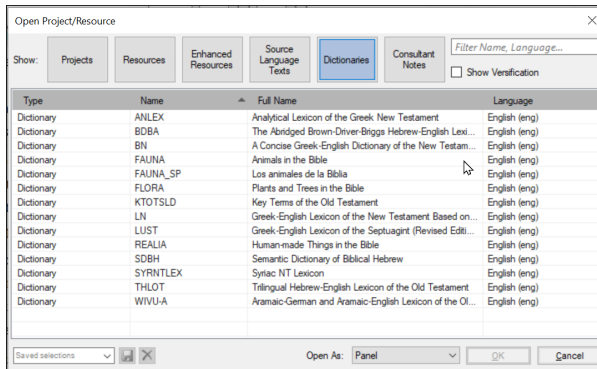 Open Project/Resource
Show: Projects Resources Enhanced Resources Source Language Texts Dictionaries Consultant Notes Filter Name, Language...
Show Versification
Type Name Full Name Language
Dictionary ANLEX Analytical Lexicon of the Greek New Testament English (eng)
Dictionary BDBA The Abridged Brown-Driver-Briggs Hebrew-English Lexi... English (eng)
Dictionary BN A Concise Greek-English Dictionary of the New Testam... English (eng)
Dictionary FAUNA Animals in the Bible English (eng)
Dictionary FAUNA_SP Los animales de la Biblia English (eng)
Dictionary FLORA Plants and Trees in the Bible English (eng)
Dictionary KTOTSLD Key Terms of the Old Testament English (eng)
Dictionary LN Greek-English Lexicon of the New Testament Based on... English (eng)
Dictionary LUST Greek-English Lexicon of the Septuagint (Revised Editi... English (eng)
Dictionary REALIA Human-made Things in the Bible English (eng)
Dictionary SDBH Semantic Dictionary of Biblical Hebrew English (eng)
Dictionary SYRNTLEX Syriac NT Lexicon English (eng)
Dictionary THLOT Trilingual Hebrew-English Lexicon of the Old Testament English (eng)
Dictionary WIVU-A Aramaic-German and Aramaic-English Lexicon of the Ol... English (eng)
Saved selections Open As: Panel OK Cancel